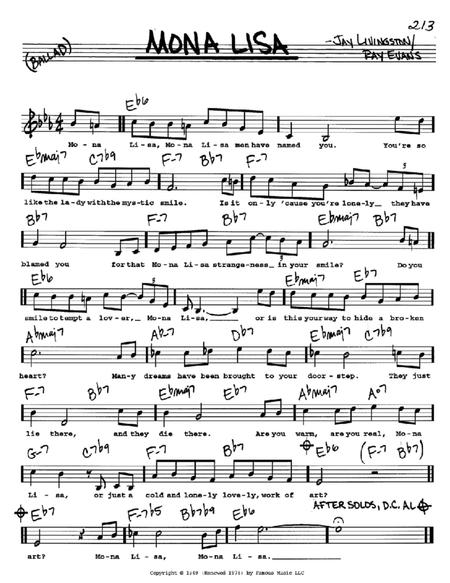 213
(BALLAD) MONA LISA -JAY LIVINGSTON/
RAY EVANS
Eb6
Mo - na Li - sa, Mo - na Li - sa men have named you. You're so
Ebmaj7 C7b9 F-7 Bb7 F-7
like the la - dy with the mys - tic smile. Is it on - ly 'cause you're lone - ly_ they have
Bb7 F-7 Bb7 Ebmaj7 Bb7
blamed you for that Mo - na Li - sa strange - ness_ in your smile? Do you
Eb6 Ebmaj7 Eb7
smile to tempt a lov - er,_ Mo - na Li - sa, or is this your way to hide a bro - ken
Abmaj7 Ab-7 Db7 Ebmaj7 C7b9
heart? Man - y dreams have been brought to your door - step. They just
F-7 Bb7 Ebmaj7 Bb7 Abmaj7 Ao7
lie there, and they die there. Are you warm, are you real, Mo - na
G-7 C7b9 F-7 Bb7 Eb6 (F-7 Bb7)
Li - sa, or just a cold and lone - ly love - ly, work of art?
Eb7 F-7b5 Bb7b9 Eb6 AFTER SOLOS, D.C. AL
art? Mo - na Li - sa, Mo - na Li - sa.
Copyright © 1949 (Renewed 1976) by Famous Music LLC